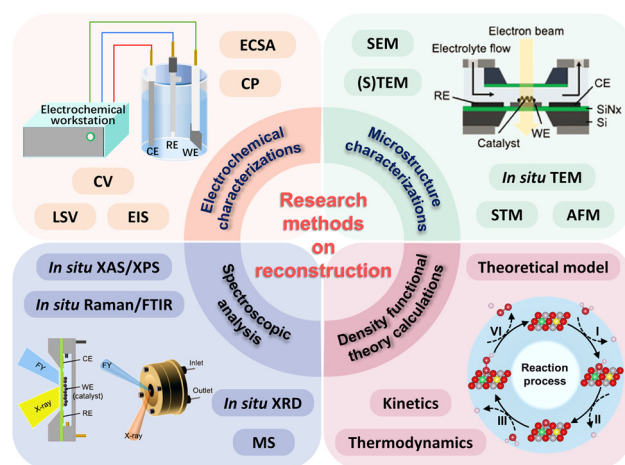 ECSA
CP
Electrochemical
workstation
CE
RE
WE
CV
LSV
EIS
Electrochemical
characterizations
SEM
(S)TEM
Electron beam
Electrolyte flow
CE
RE
SiNx
Si
WE
Catalyst
In situ TEM
STM
AFM
Microstructure
characterizations
Research
methods
on
reconstruction
In situ XAS/XPS
In situ Raman/FTIR
Spectroscopic
analysis
CE
FY
WE
(catalyst)
X-ray
RE
FY
Inlet
Outlet
X-ray
In situ XRD
MS
Density functional
theory calculations
Theoretical model
VI
I
Reaction
process
III
II
Kinetics
Thermodynamics